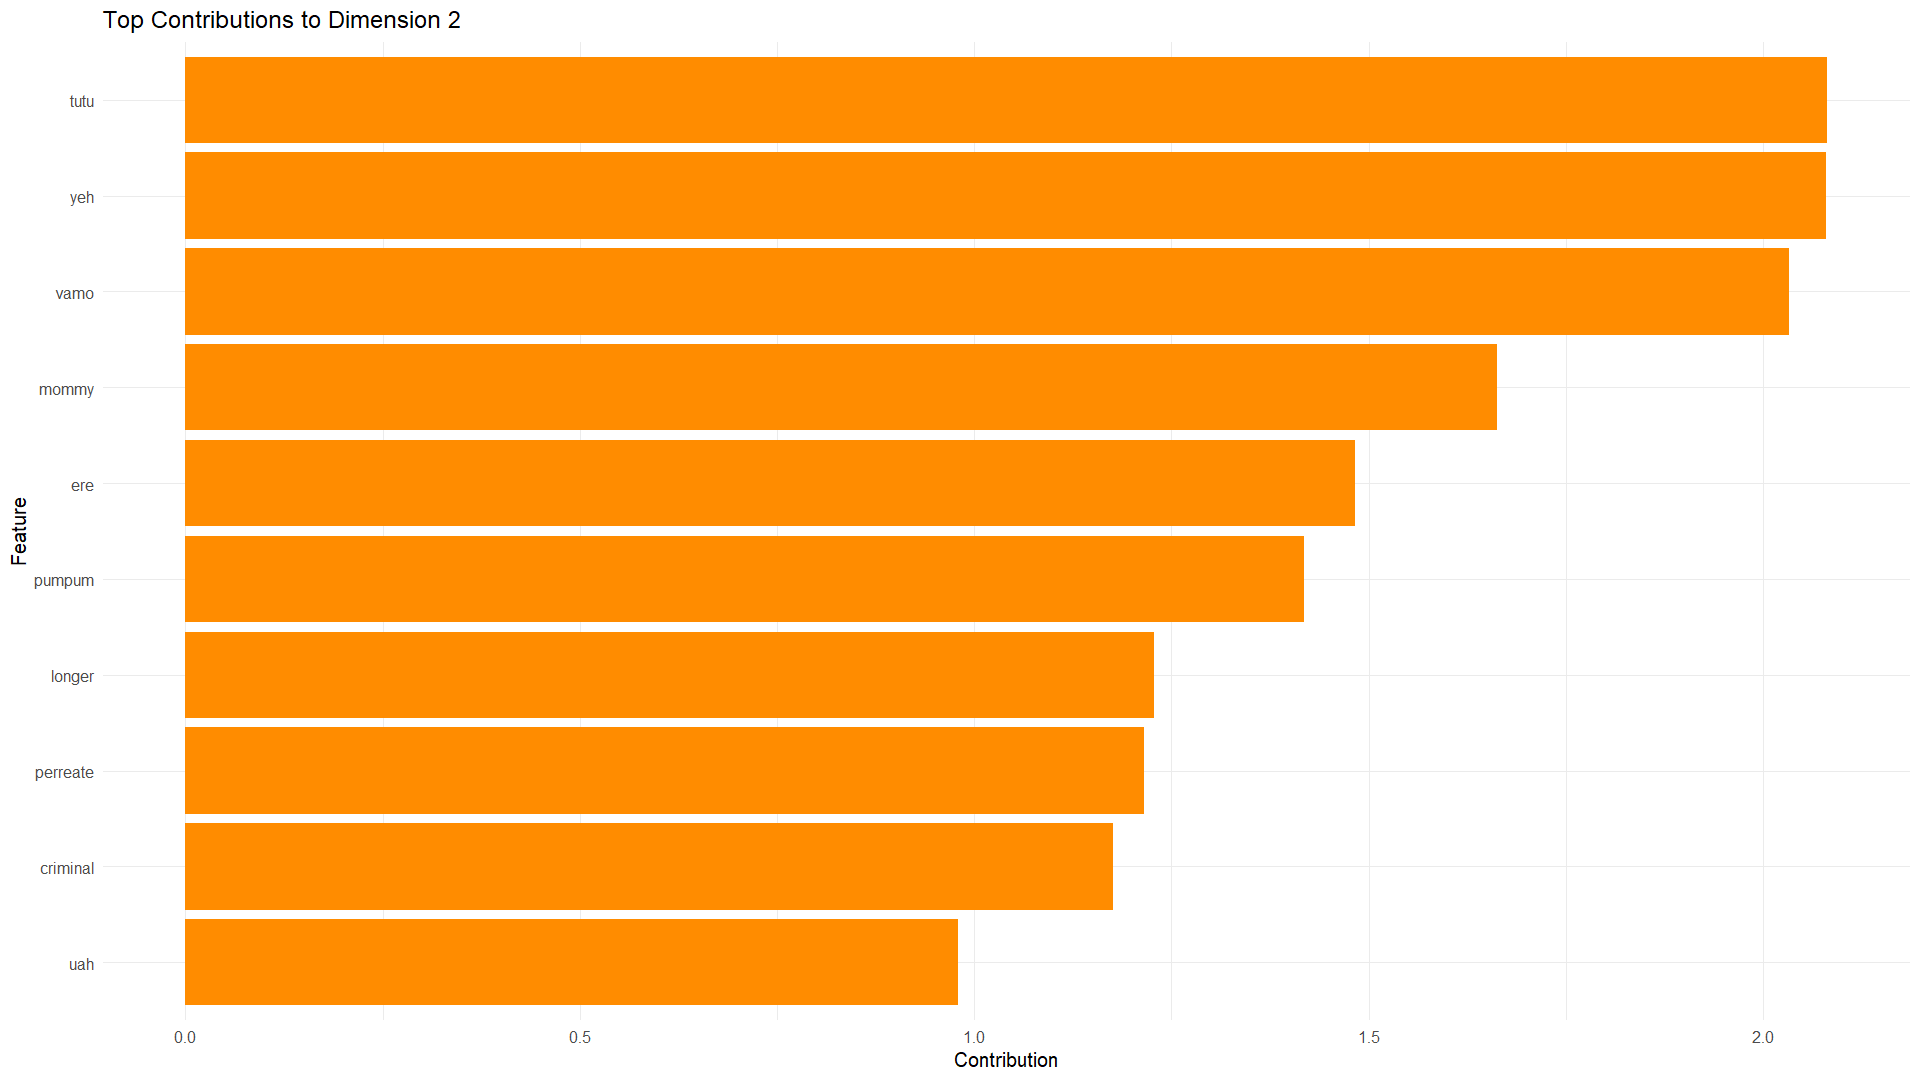 Top Contributions to Dimension 2
Feature
tutu
yeh
vamo
mommy
ere
pumpum
longer
perreate
criminal
uah
0.0 0.5 1.0 1.5 2.0
Contribution